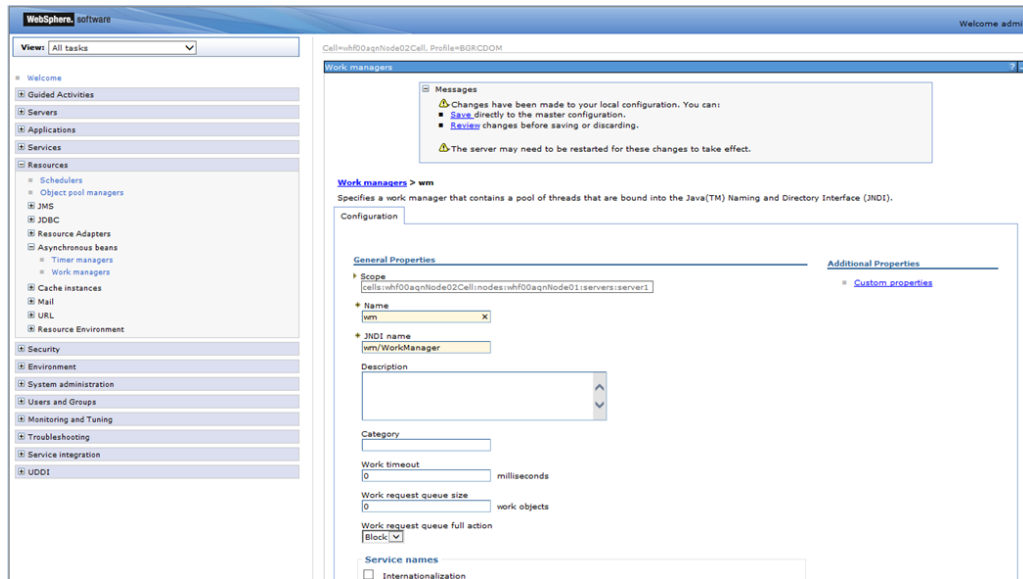 WebSphere. software
Welcome admi
View: All tasks
Cell=whf00aqnNode02Cell, Profile=BGRCDOM
Work managers
?
Welcome
Guided Activities
Servers
Applications
Services
Resources
Schedulers
Object pool managers
JMS
JDBC
Resource Adapters
Asynchronous beans
Timer managers
Work managers
Cache instances
Mail
URL
Resource Environment
Security
Environment
System administration
Users and Groups
Monitoring and Tuning
Troubleshooting
Service integration
UDDI
Messages
Changes have been made to your local configuration. You can:
Save directly to the master configuration.
Review changes before saving or discarding.
The server may need to be restarted for these changes to take effect.
Work managers > wm
Specifies a work manager that contains a pool of threads that are bound into the Java(TM) Naming and Directory Interface (JNDI).
Configuration
General Properties
Scope
cells:whf00aqnNode02Cell:nodes:whf00aqnNode01:servers:server1
Name
wm
JNDI name
wm/WorkManager
Description
Category
Work timeout
0 milliseconds
Work request queue size
0 work objects
Work request queue full action
Block
Service names
Internationalization
Additional Properties
Custom properties